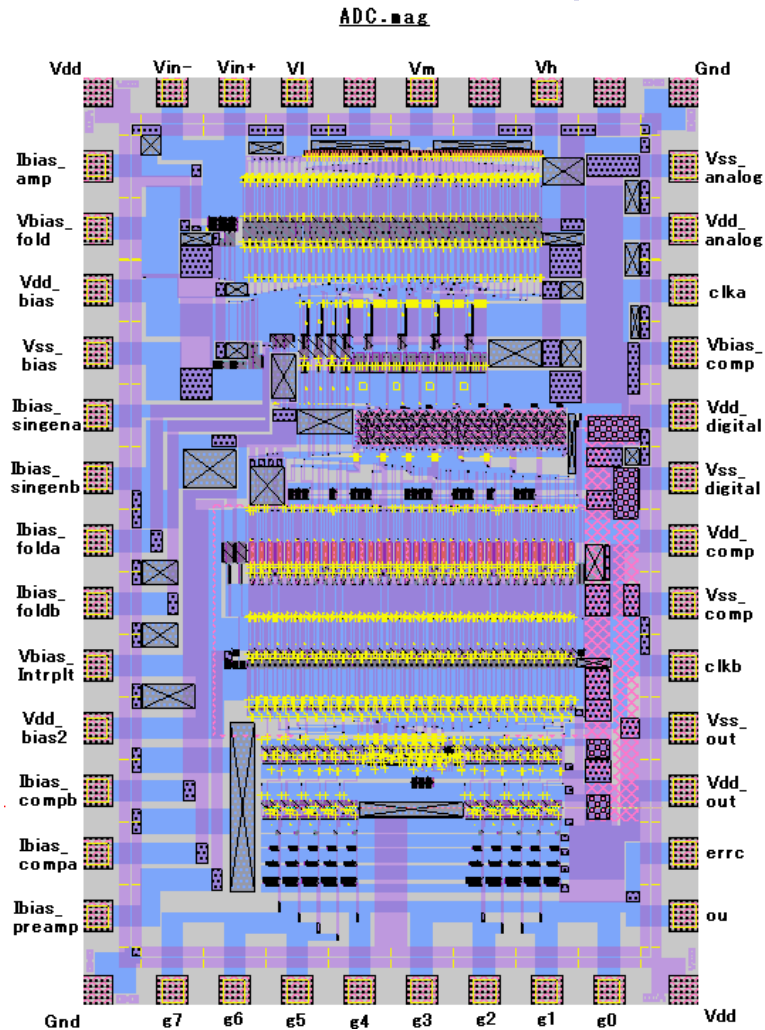 ADC.mag
Vdd Vin- Vin+ Vl Vm Vh Gnd
Ibias_
amp
Vbias_
fold
Vdd_
bias
Vss_
bias
Ibias_
singena
Ibias_
singenb
Ibias_
folda
Ibias_
foldb
Vbias_
Intrplt
Vdd_
bias2
Ibias_
compb
Ibias_
compa
Ibias_
preamp
Vss_
analog
Vdd_
analog
clka
Vbias_
comp
Vdd_
digital
Vss_
digital
Vdd_
comp
Vss_
comp
clkb
Vss_
out
Vdd_
out
errc
ou
Gnd g7 g6 g5 g4 g3 g2 g1 g0 Vdd